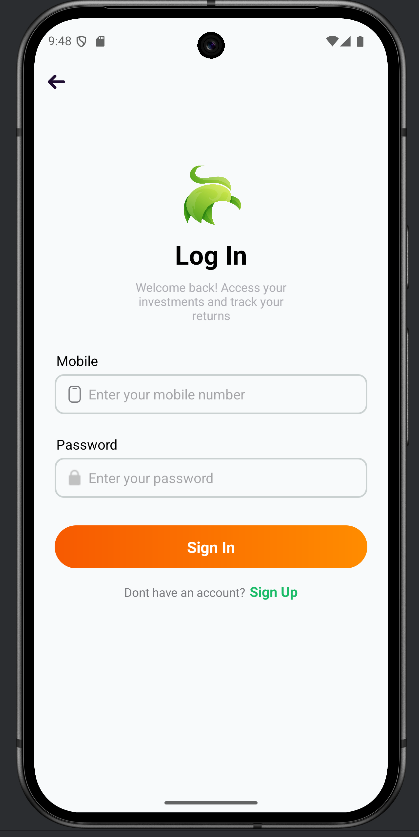 9:48
Log In
Welcome back! Access your
investments and track your
returns
Mobile
Enter your mobile number
Password
Enter your password
Sign In
Dont have an account? Sign Up